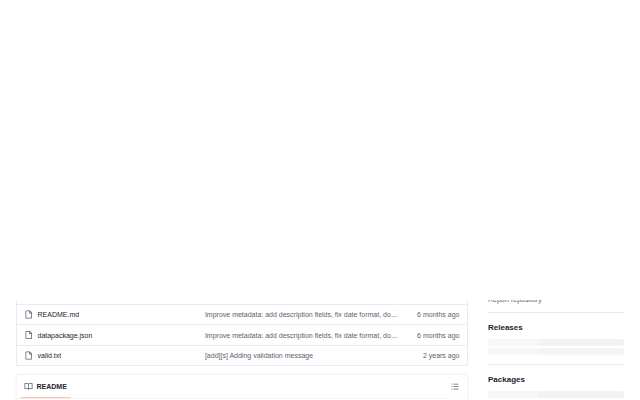 Report repository
README.md Improve metadata: add description fields, fix date format, do... 6 months ago
Releases
datapackage.json Improve metadata: add description fields, fix date format, do... 6 months ago
valid.txt [add][s] Adding validation message 2 years ago
Packages
README